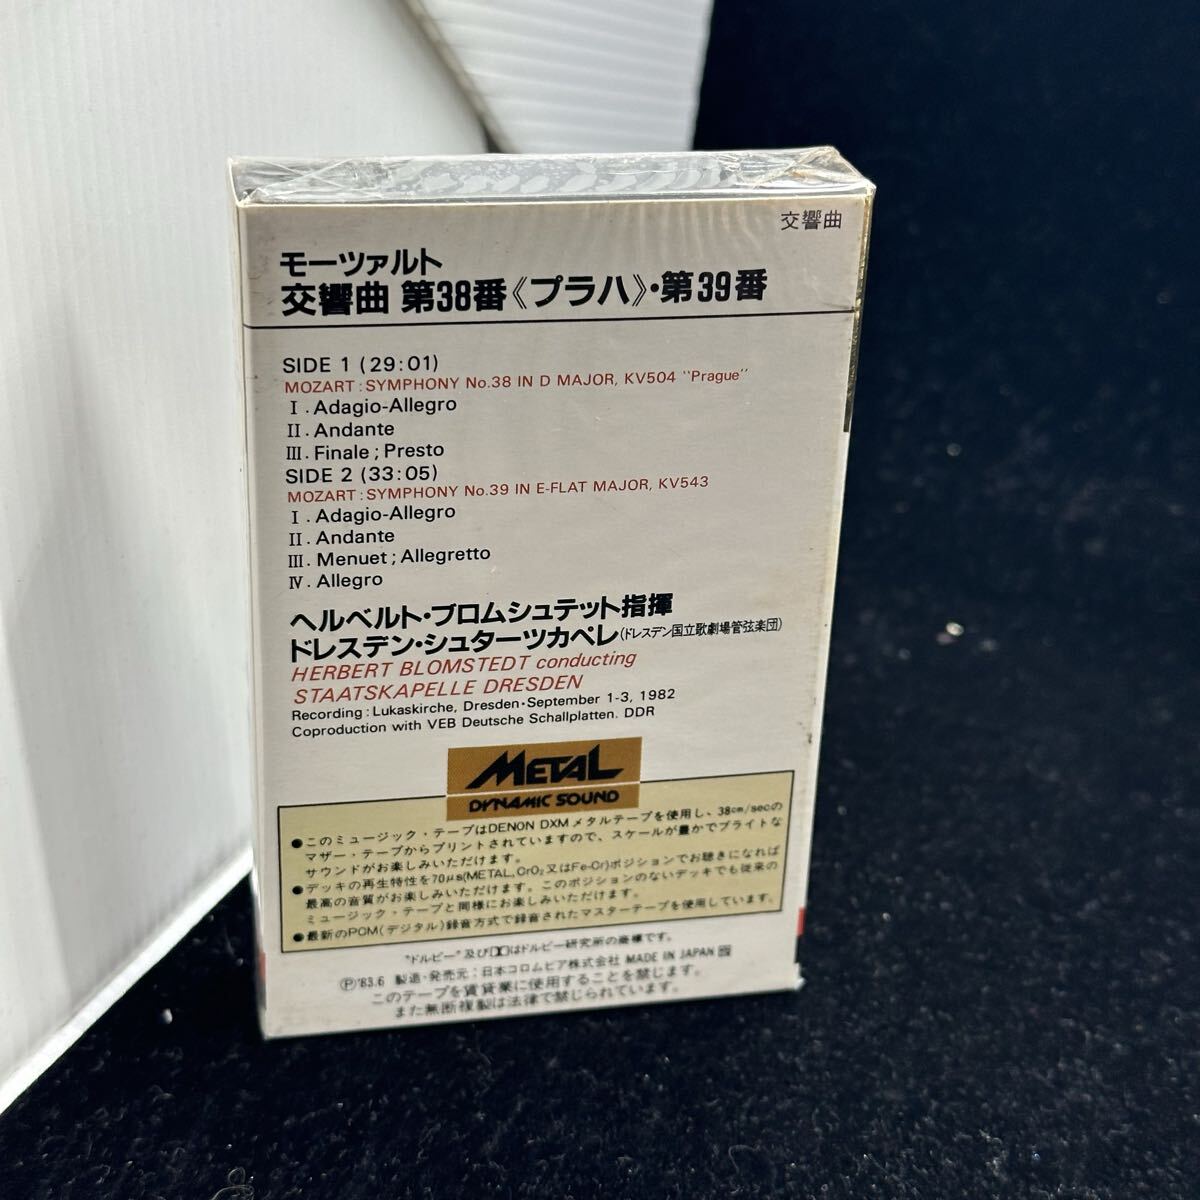 交響曲
モーツァルト
交響曲 第38番《プラハ》・第39番
SIDE 1 (29:01)
MOZART : SYMPHONY No.38 IN D MAJOR, KV504 "Prague"
I . Adagio-Allegro
II . Andante
III . Finale ; Presto
SIDE 2 (33:05)
MOZART : SYMPHONY No.39 IN E-FLAT MAJOR, KV543
I . Adagio-Allegro
II . Andante
III . Menuet ; Allegretto
IV . Allegro
ヘルベルト・ブロムシュテット指揮
ドレスデン・シュターツカペレ(ドレスデン国立歌劇場管弦楽団)
HERBERT BLOMSTEDT conducting
STAATSKAPELLE DRESDEN
Recording : Lukaskirche, Dresden・September 1-3, 1982
Coproduction with VEB Deutsche Schallplatten. DDR
METAL
DYNAMIC SOUND
●このミュージック・テープはDENON DXMメタルテープを使用し、38cm/secの
マザー・テープからプリントされていますので、スケールが豊かでブライトな
サウンドがお楽しみいただけます。
●デッキの再生特性を70μs(METAL, CrO₂又はFe-Cr)ポジションでお聴きになれば
最高の音質がお楽しみいただけます。このポジションのないデッキでも従来の
ミュージック・テープと同様にお楽しみいただけます。
●最新のPCM(デジタル)録音方式で録音されたマスターテープを使用しています。
"ドルビー"及び はドルビー研究所の商標です。
Ⓟ'83.6 製造・発売元:日本コロムビア株式会社 MADE IN JAPAN
このテープを賃貸業に使用することを禁じます。
また無断複製は法律で禁じられています。